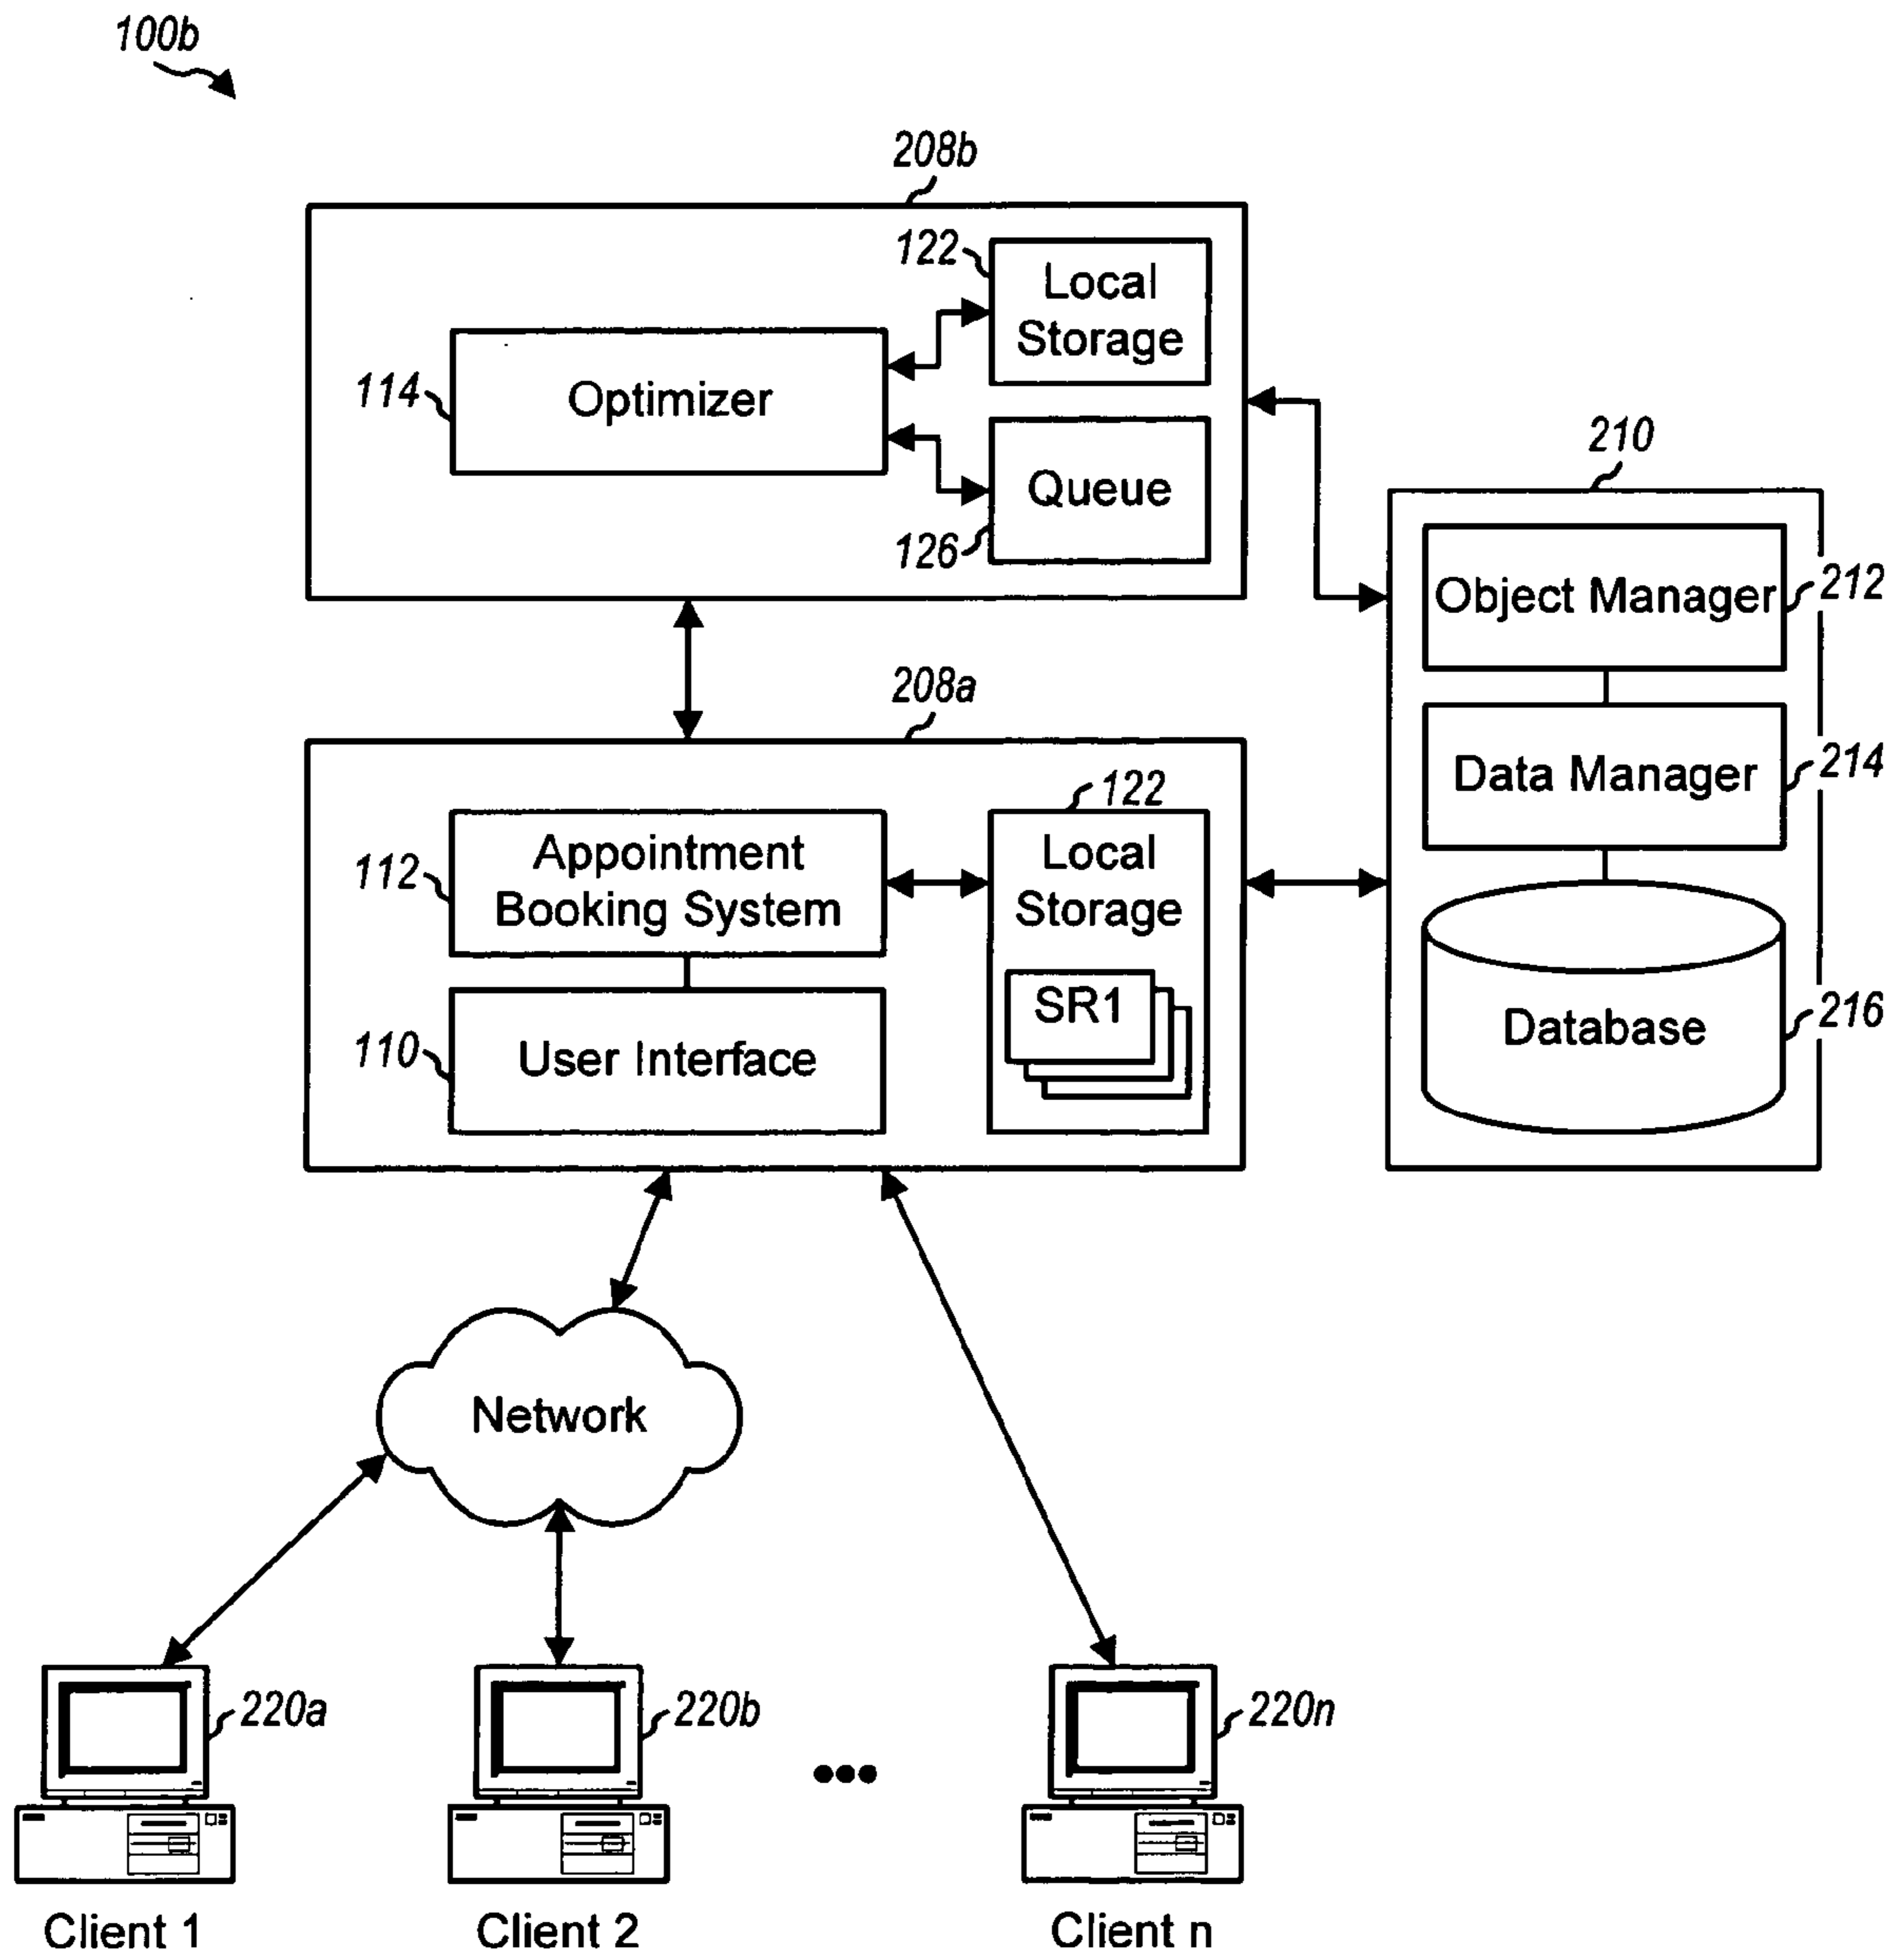 100b
208b
122
Local
Storage
114
Optimizer
Queue
126
210
Object Manager
212
208a
Data Manager
214
122
Local
Storage
112
Appointment
Booking System
SR1
110
User Interface
Database
216
Network
220a
220b
220n
Client 1
Client 2
Client n